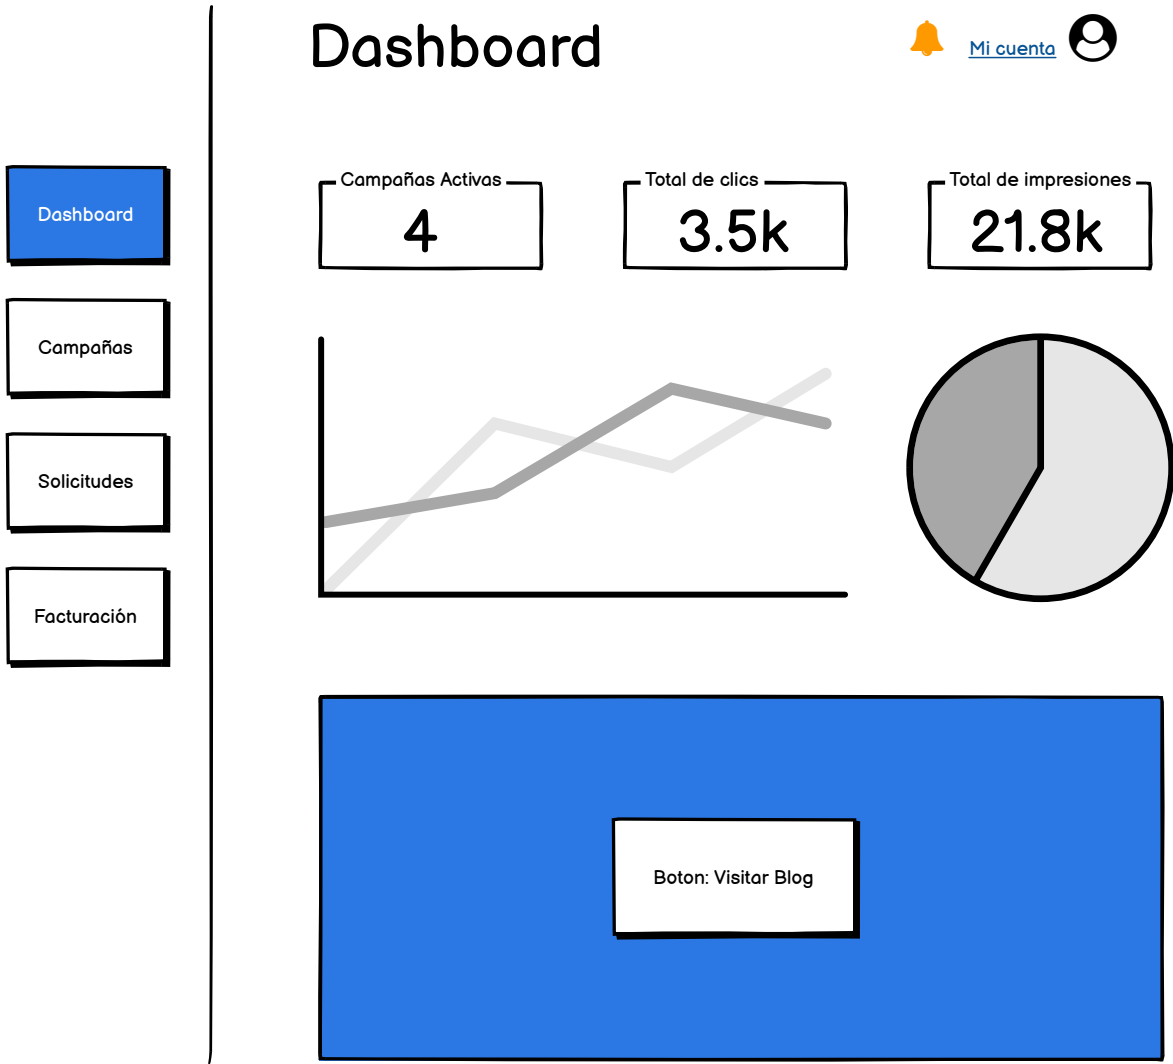 Dashboard
Mi cuenta
Dashboard
Campañas
Solicitudes
Facturación
Campañas Activas
4
Total de clics
3.5k
Total de impresiones
21.8k
Boton: Visitar Blog